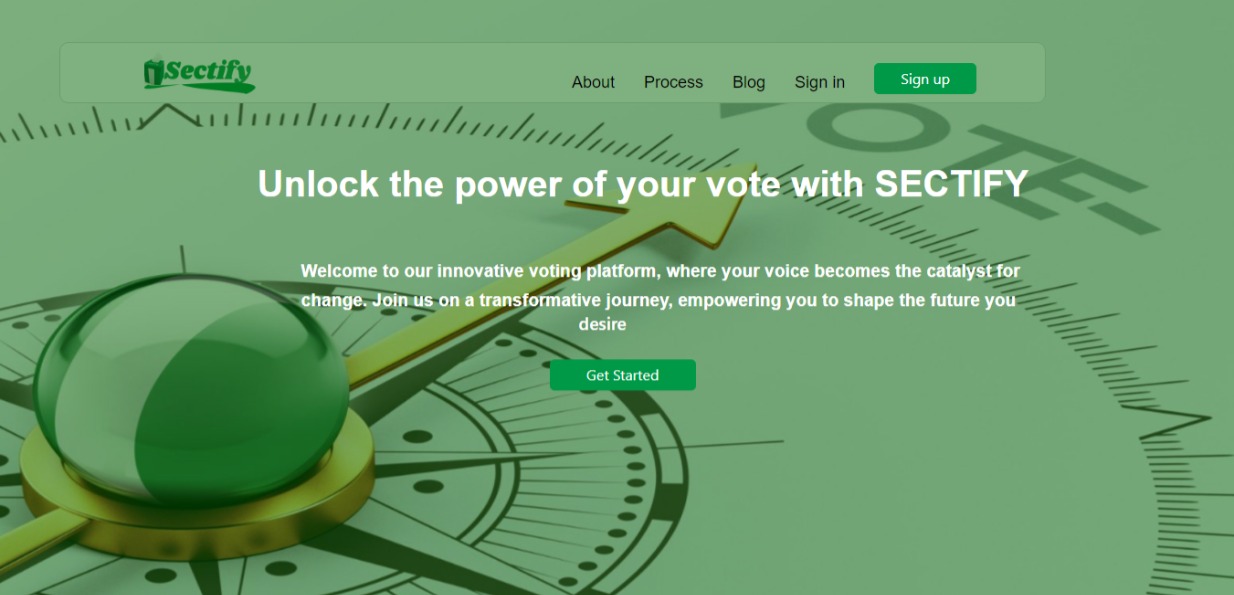 Sectify
About Process Blog Sign in Sign up
VOTE
Unlock the power of your vote with SECTIFY
Welcome to our innovative voting platform, where your voice becomes the catalyst for
change. Join us on a transformative journey, empowering you to shape the future you
desire
Get Started